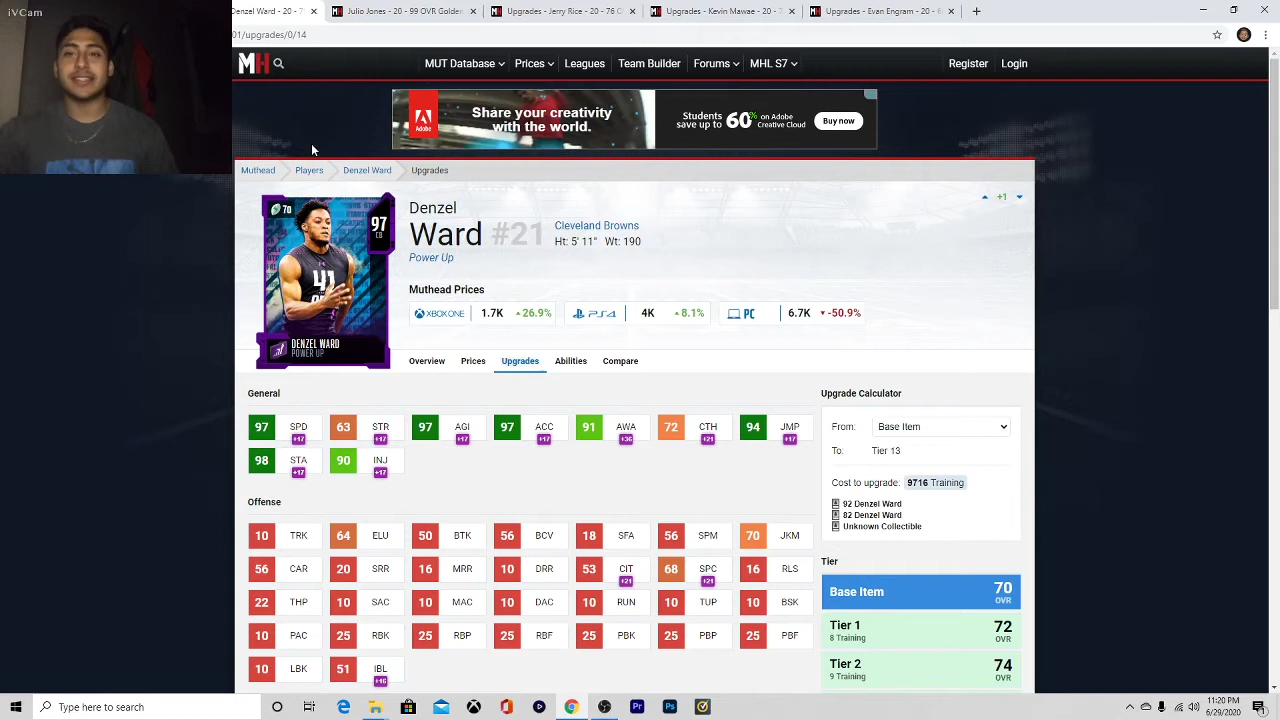 iVCam
Denzel Ward - 20 - 97
Julio Jones - 20 - 99 OVR Golden
Upgrades - Jerry Rice - 20 - 76 O
Upgrades - Kevin Mawae - 20 - 7
Upgrades - Evan Engram - 20 - 6
01/upgrades/0/14
MH
MUT Database
Prices
Leagues
Team Builder
Forums
MHL S7
Register
Login
Adobe
Share your creativity
with the world.
Students
save up to
60%
on Adobe
Creative Cloud
Buy now
Muthead
Players
Denzel Ward
Upgrades
70
97
CB
41
DENZEL WARD
POWER UP
Denzel
Ward #21
Cleveland Browns
Ht: 5' 11" Wt: 190
Power Up
+1
Muthead Prices
XBOX ONE 1.7K 26.9%
PS4 4K 8.1%
PC 6.7K -50.9%
Overview
Prices
Upgrades
Abilities
Compare
General
97 SPD +17
63 STR +17
97 AGI +17
97 ACC +17
91 AWA +36
72 CTH +21
94 JMP +17
98 STA +17
90 INJ +17
Offense
10 TRK
64 ELU
50 BTK
56 BCV
18 SFA
56 SPM
70 JKM
56 CAR
20 SRR
16 MRR
10 DRR
53 CIT +21
68 SPC +21
16 RLS
22 THP
10 SAC
10 MAC
10 DAC
10 RUN
10 TUP
10 BSK
10 PAC
25 RBK
25 RBP
25 RBF
25 PBK
25 PBP
25 PBF
10 LBK
51 IBL +16
Upgrade Calculator
From: Base Item
To: Tier 13
Cost to upgrade: 9716 Training
92 Denzel Ward
82 Denzel Ward
Unknown Collectible
Tier
Base Item 70
OVR
Tier 1 72
8 Training OVR
Tier 2 74
9 Training OVR
Type here to search
Pr
Ps
11:20 PM
6/29/2020